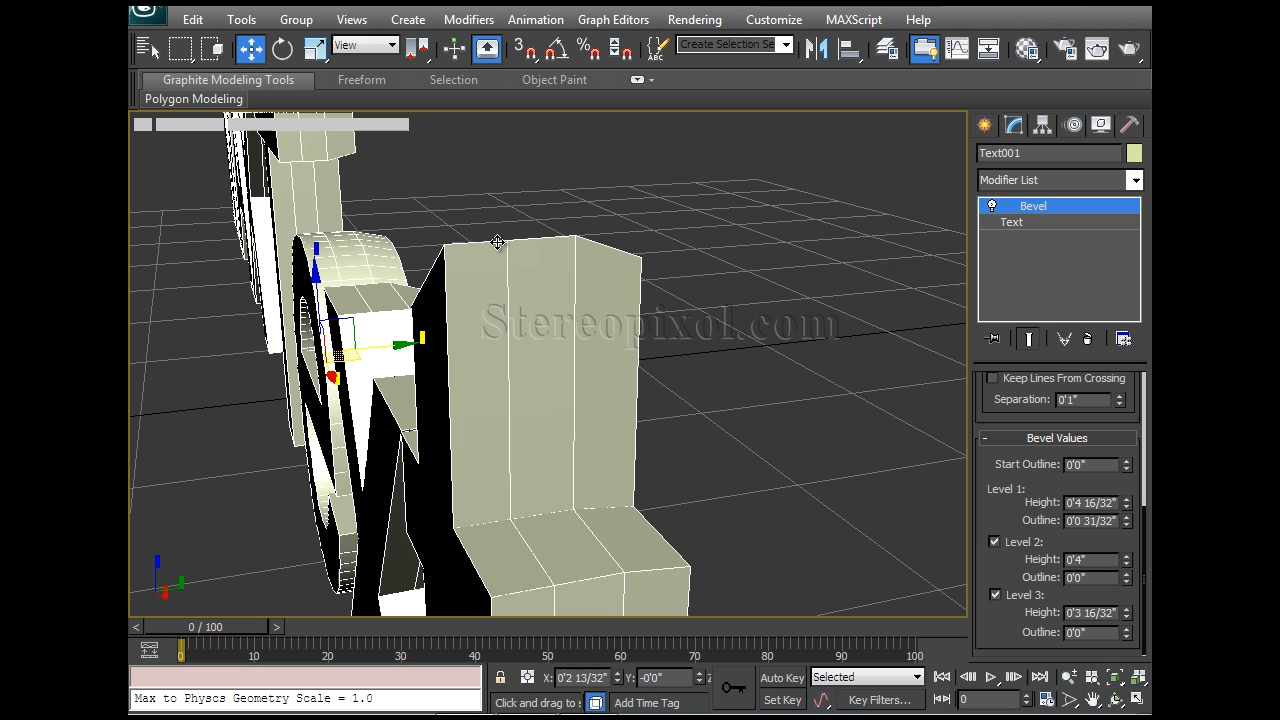 Edit Tools Group Views Create Modifiers Animation Graph Editors Rendering Customize MAXScript Help
View 3 % ABC Create Selection Se
Graphite Modeling Tools Freeform Selection Object Paint
Polygon Modeling
Text001
Modifier List
Bevel
Text
Stereopixol.com
Keep Lines From Crossing
Separation: 0'1"
- Bevel Values
Start Outline: 0'0"
Level 1:
Height: 0'4 16/32"
Outline: 0'0 31/32"
Level 2:
Height: 0'4"
Outline: 0'0"
Level 3:
Height: 0'3 16/32"
Outline: 0'0"
< 0 / 100 >
0 10 20 30 40 50 60 70 80 90 100
X: 0'2 13/32" Y: -0'0" Auto Key Selected
Max to Physcs Geometry Scale = 1.0
Click and drag to s Add Time Tag Set Key Key Filters... 0